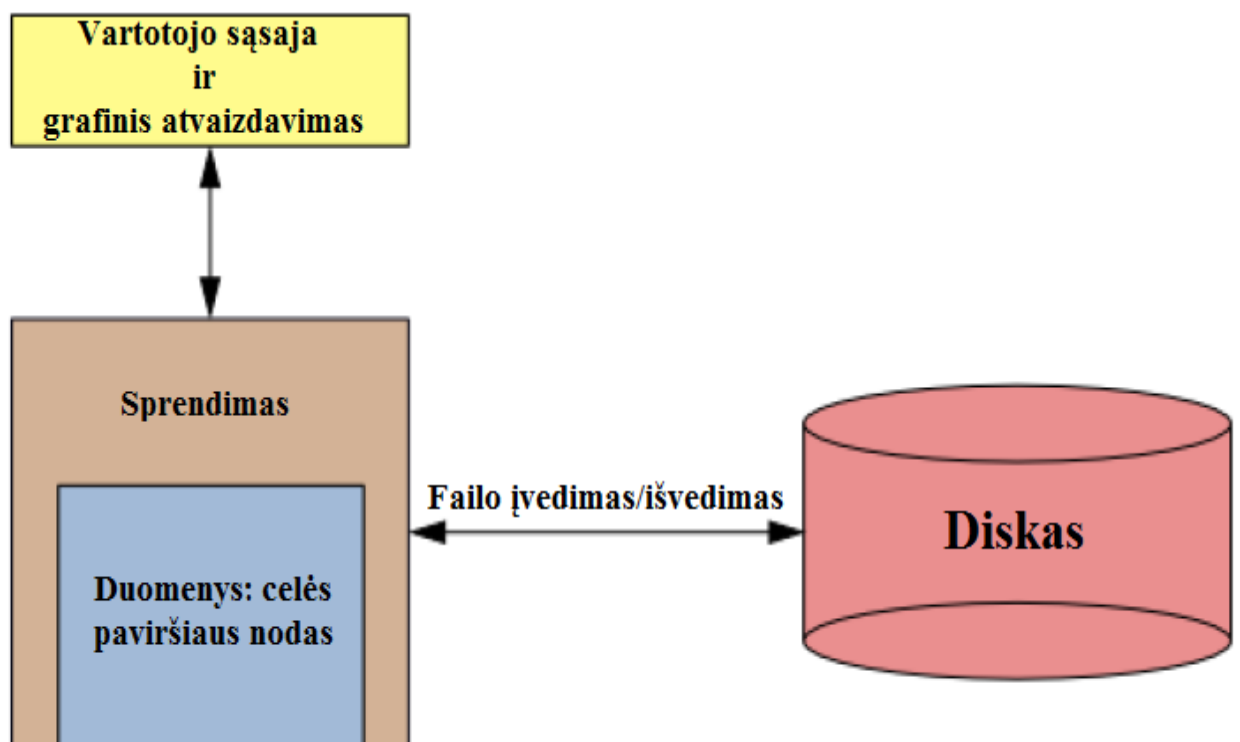 Vartotojo sąsaja
ir
grafinis atvaizdavimas
Sprendimas
Failo įvedimas/išvedimas
Diskas
Duomenys: celės
paviršiaus nodas